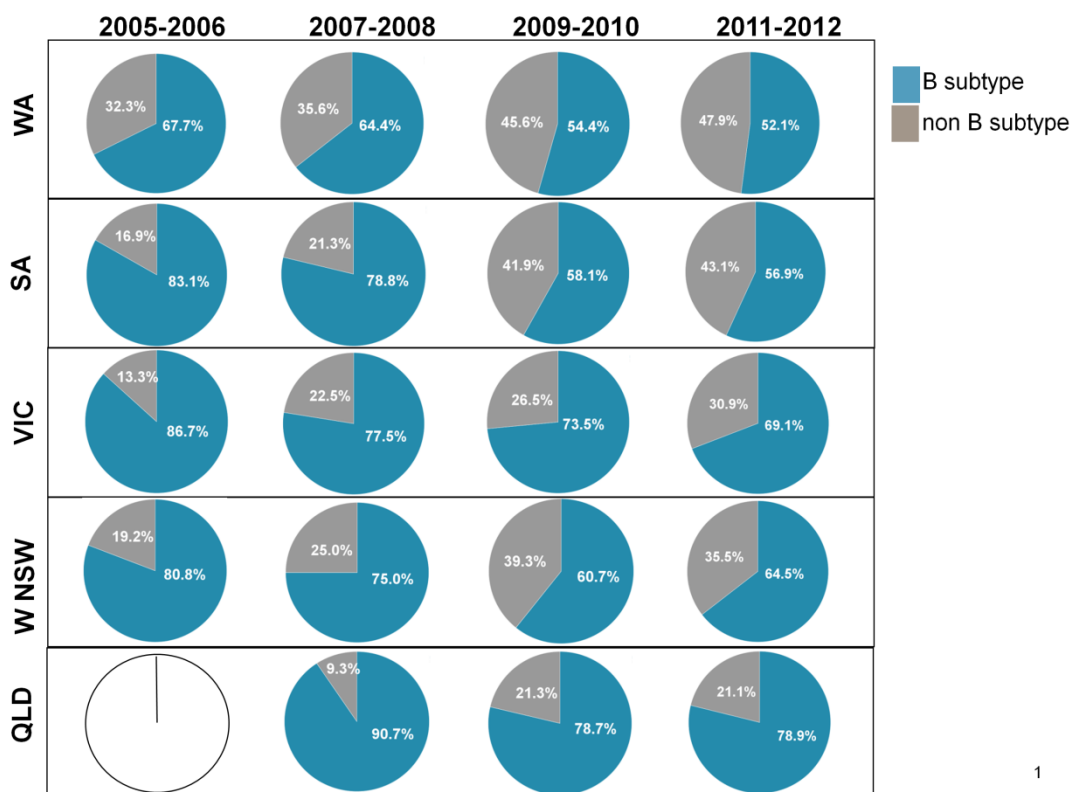 2005-2006 2007-2008 2009-2010 2011-2012
B subtype
non B subtype
WA
32.3% 67.7% 35.6% 64.4% 45.6% 54.4% 47.9% 52.1%
SA
16.9% 83.1% 21.3% 78.8% 41.9% 58.1% 43.1% 56.9%
VIC
13.3% 86.7% 22.5% 77.5% 26.5% 73.5% 30.9% 69.1%
W NSW
19.2% 80.8% 25.0% 75.0% 39.3% 60.7% 35.5% 64.5%
QLD
9.3% 90.7% 21.3% 78.7% 21.1% 78.9%
1